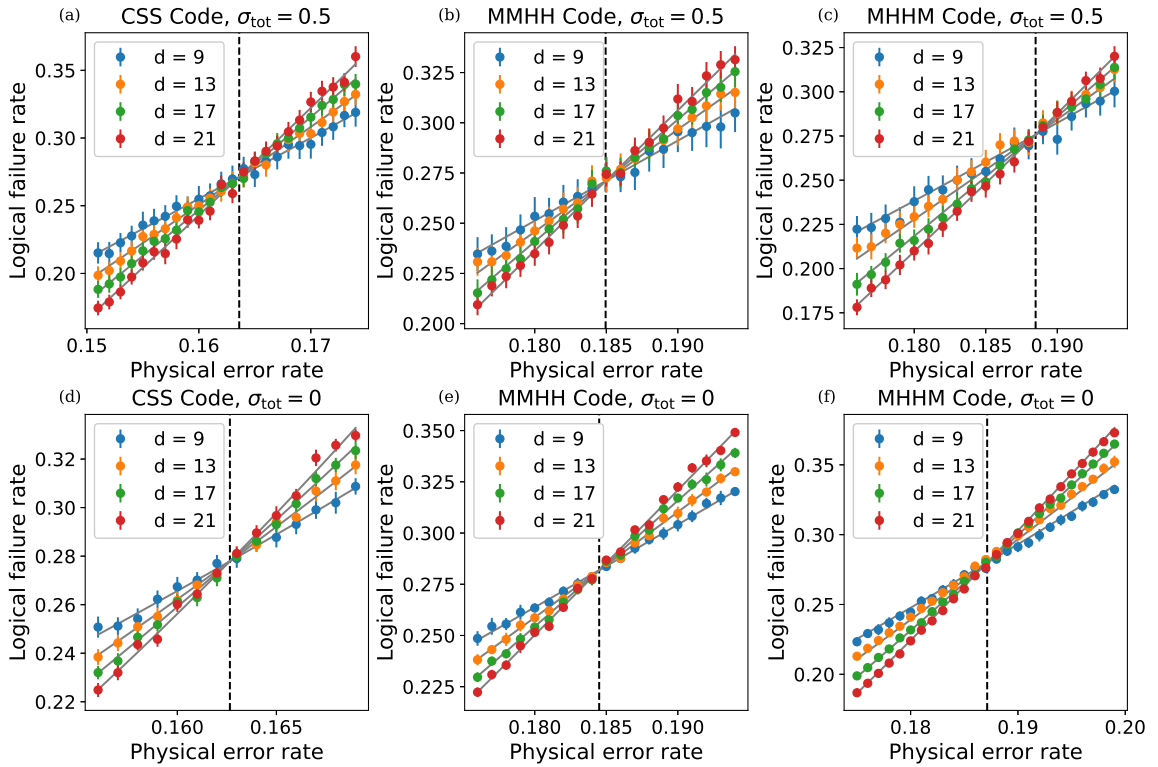 (a)
CSS Code, σtot = 0.5
d = 9
d = 13
d = 17
d = 21
Logical failure rate
0.35
0.30
0.25
0.20
0.15
0.16
0.17
Physical error rate
(b)
MMHH Code, σtot = 0.5
d = 9
d = 13
d = 17
d = 21
Logical failure rate
0.325
0.300
0.275
0.250
0.225
0.200
0.180
0.185
0.190
Physical error rate
(c)
MHHM Code, σtot = 0.5
d = 9
d = 13
d = 17
d = 21
Logical failure rate
0.325
0.300
0.275
0.250
0.225
0.200
0.175
0.180
0.185
0.190
Physical error rate
(d)
CSS Code, σtot = 0
d = 9
d = 13
d = 17
d = 21
Logical failure rate
0.32
0.30
0.28
0.26
0.24
0.22
0.160
0.165
Physical error rate
(e)
MMHH Code, σtot = 0
d = 9
d = 13
d = 17
d = 21
Logical failure rate
0.350
0.325
0.300
0.275
0.250
0.225
0.180
0.185
0.190
Physical error rate
(f)
MHHM Code, σtot = 0
d = 9
d = 13
d = 17
d = 21
Logical failure rate
0.35
0.30
0.25
0.20
0.18
0.19
0.20
Physical error rate